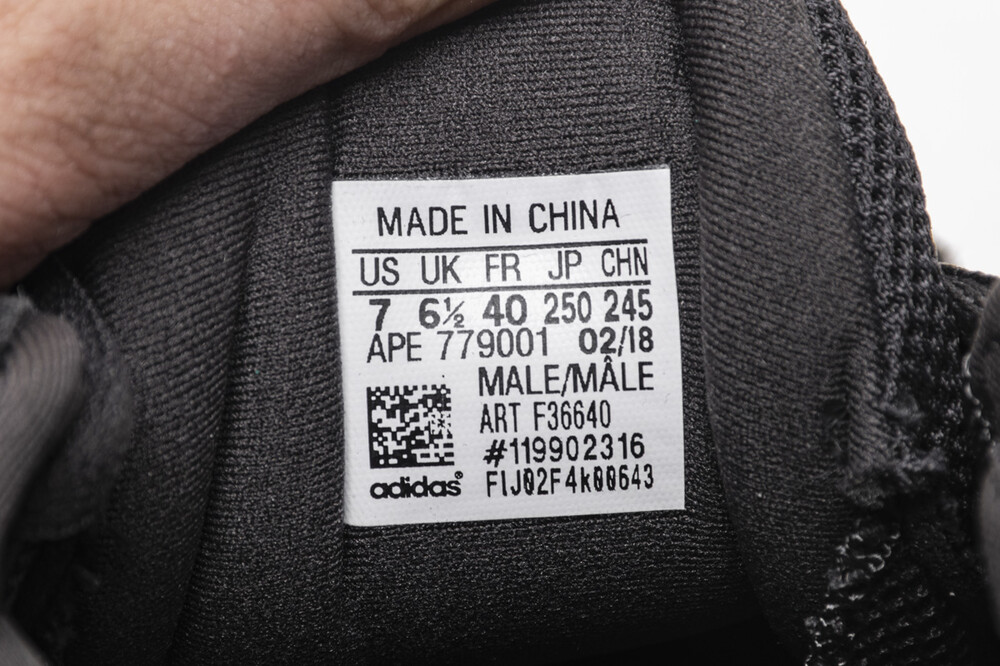 MADE IN CHINA
US UK FR JP CHN
7 6½ 40 250 245
APE 779001 02/18
MALE/MÂLE
ART F36640
#119902316
adidas® FIJ02F4k00643